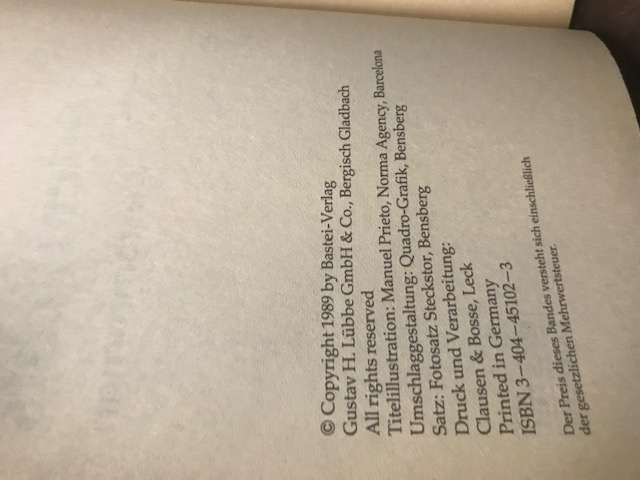 © Copyright 1989 by Bastei-Verlag
Gustav H. Lübbe GmbH & Co., Bergisch Gladbach
All rights reserved
Titelillustration: Manuel Prieto, Norma Agency, Barcelona
Umschlaggestaltung: Quadro-Grafik, Bensberg
Satz: Fotosatz Steckstor, Bensberg
Druck und Verarbeitung:
Clausen & Bosse, Leck
Printed in Germany
ISBN 3–404–45102–3
Der Preis dieses Bandes versteht sich einschließlich
der gesetzlichen Mehrwertsteuer.